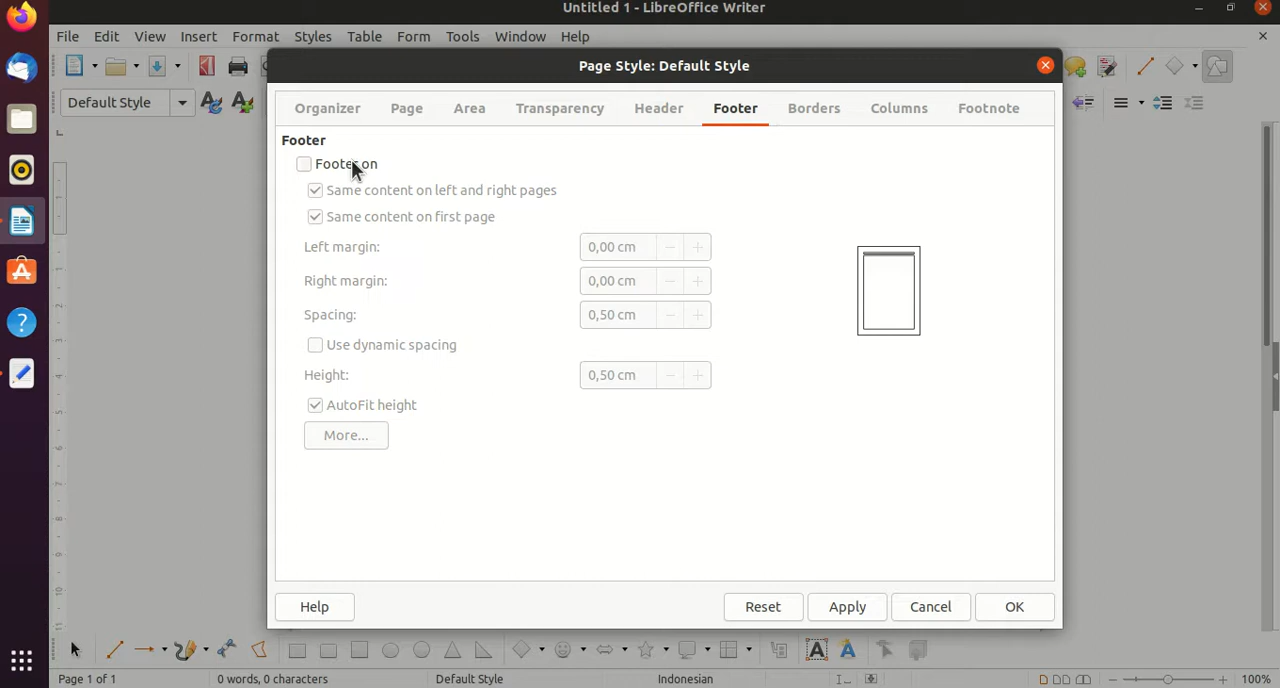 Untitled 1 - LibreOffice Writer
File Edit View Insert Format Styles Table Form Tools Window Help
Page Style: Default Style
Default Style
Organizer Page Area Transparency Header Footer Borders Columns Footnote
Footer
Footer on
Same content on left and right pages
Same content on first page
Left margin: 0,00 cm
Right margin: 0,00 cm
Spacing: 0,50 cm
Use dynamic spacing
Height: 0,50 cm
AutoFit height
More...
Help Reset Apply Cancel OK
Page 1 of 1 0 words, 0 characters Default Style Indonesian 100%